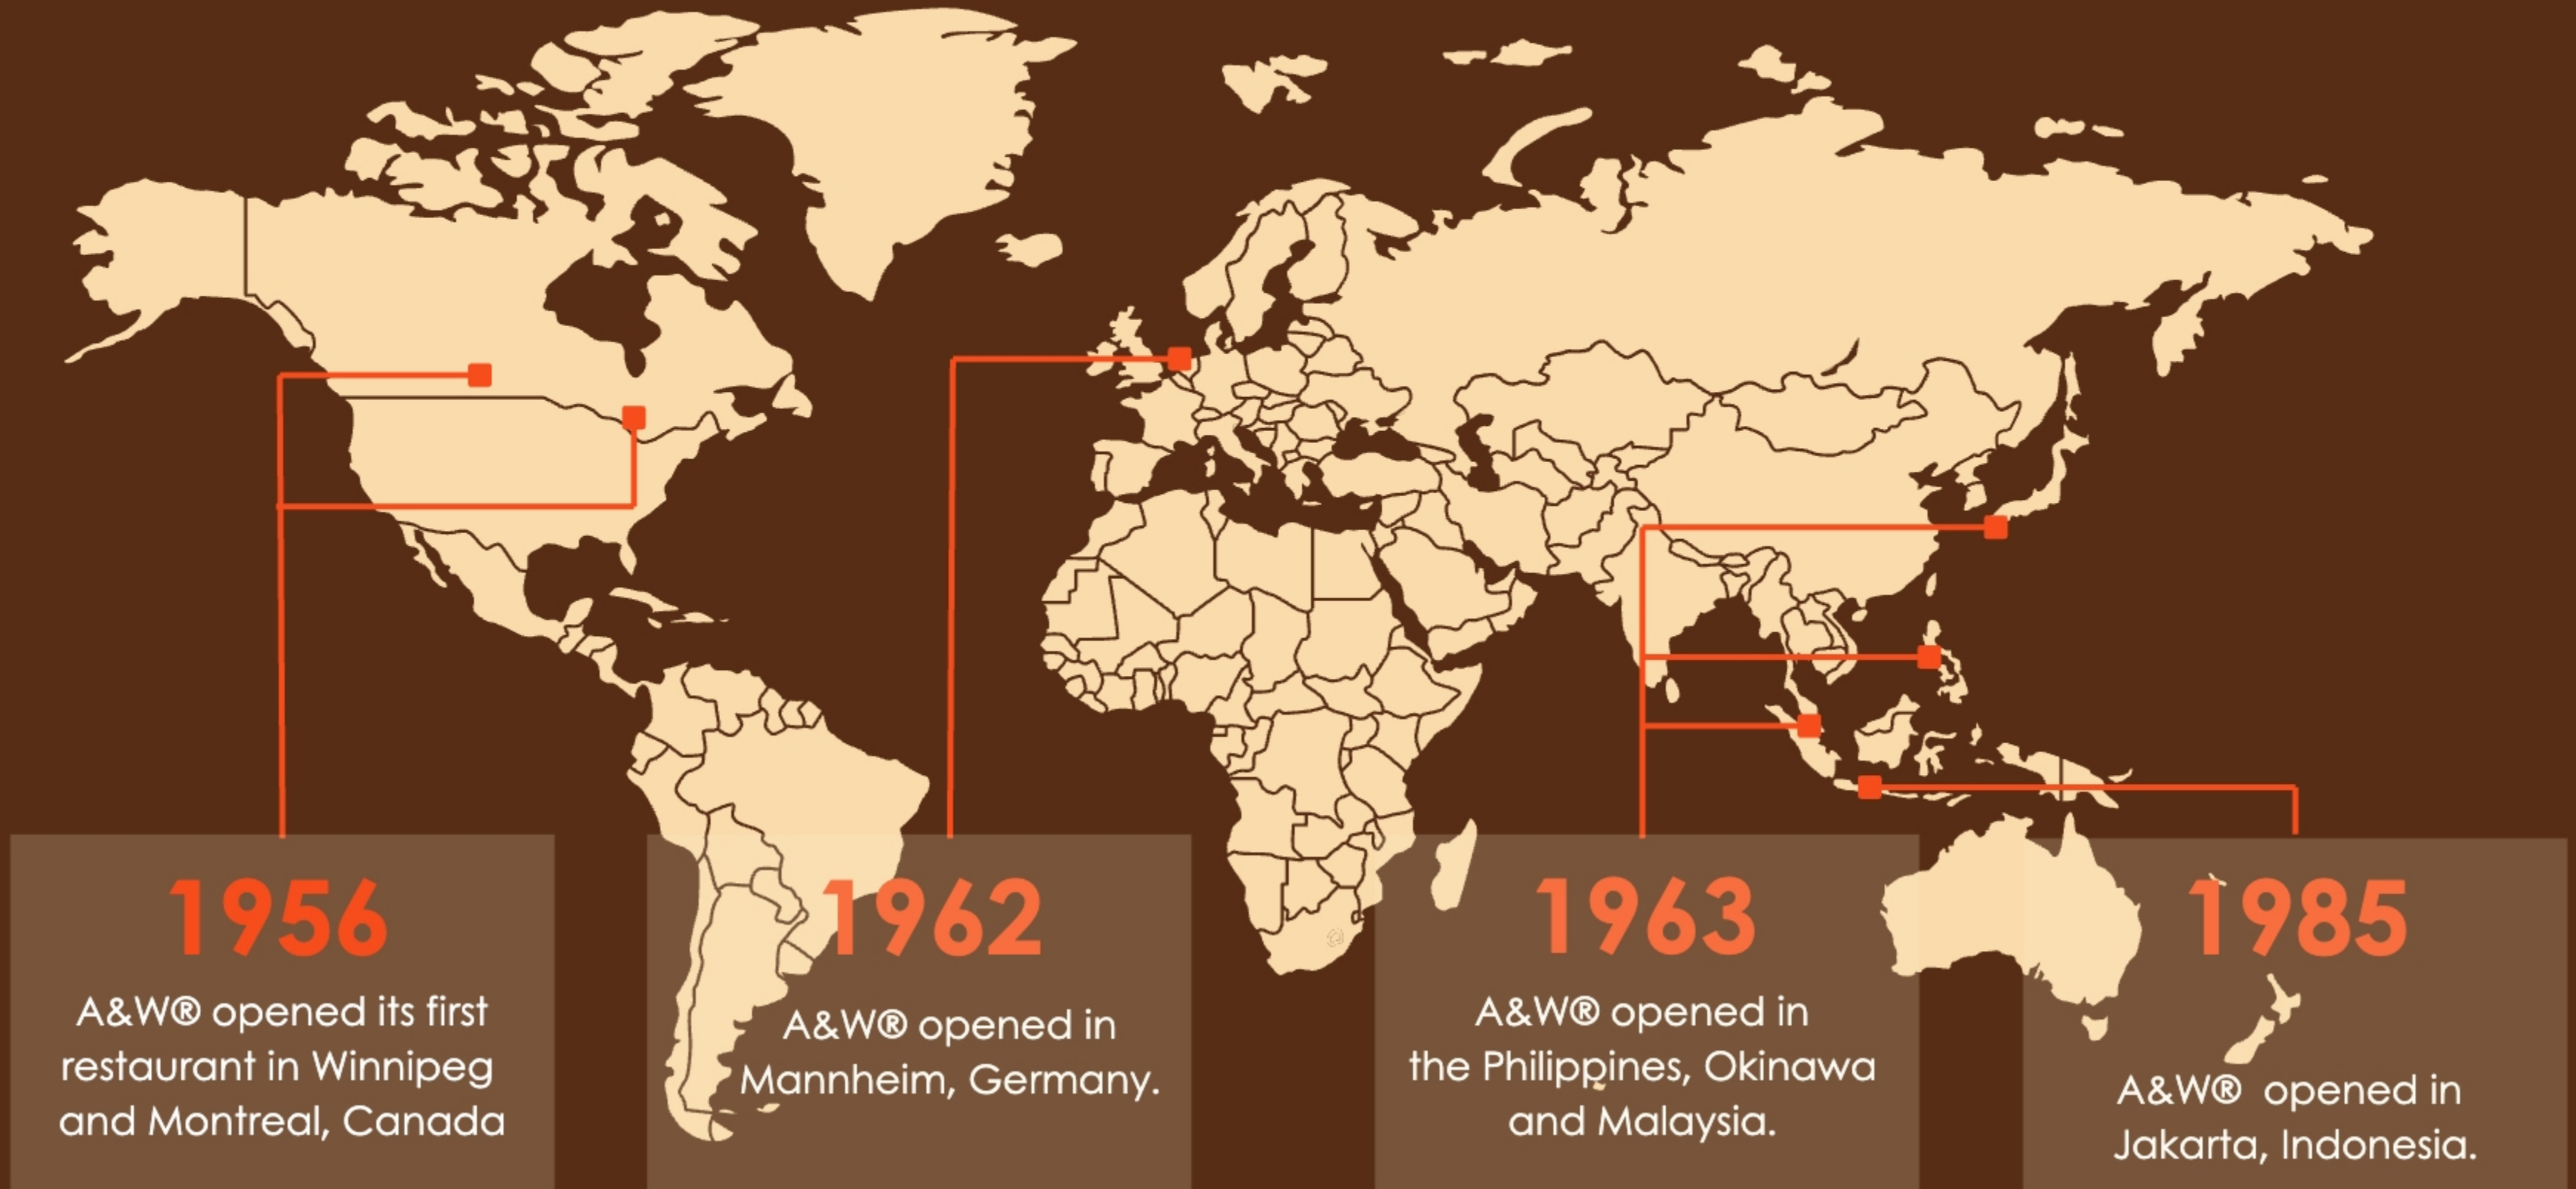 1956
A&W® opened its first
restaurant in Winnipeg
and Montreal, Canada
1962
A&W® opened in
Mannheim, Germany.
1963
A&W® opened in
the Philippines, Okinawa
and Malaysia.
1985
A&W® opened in
Jakarta, Indonesia.